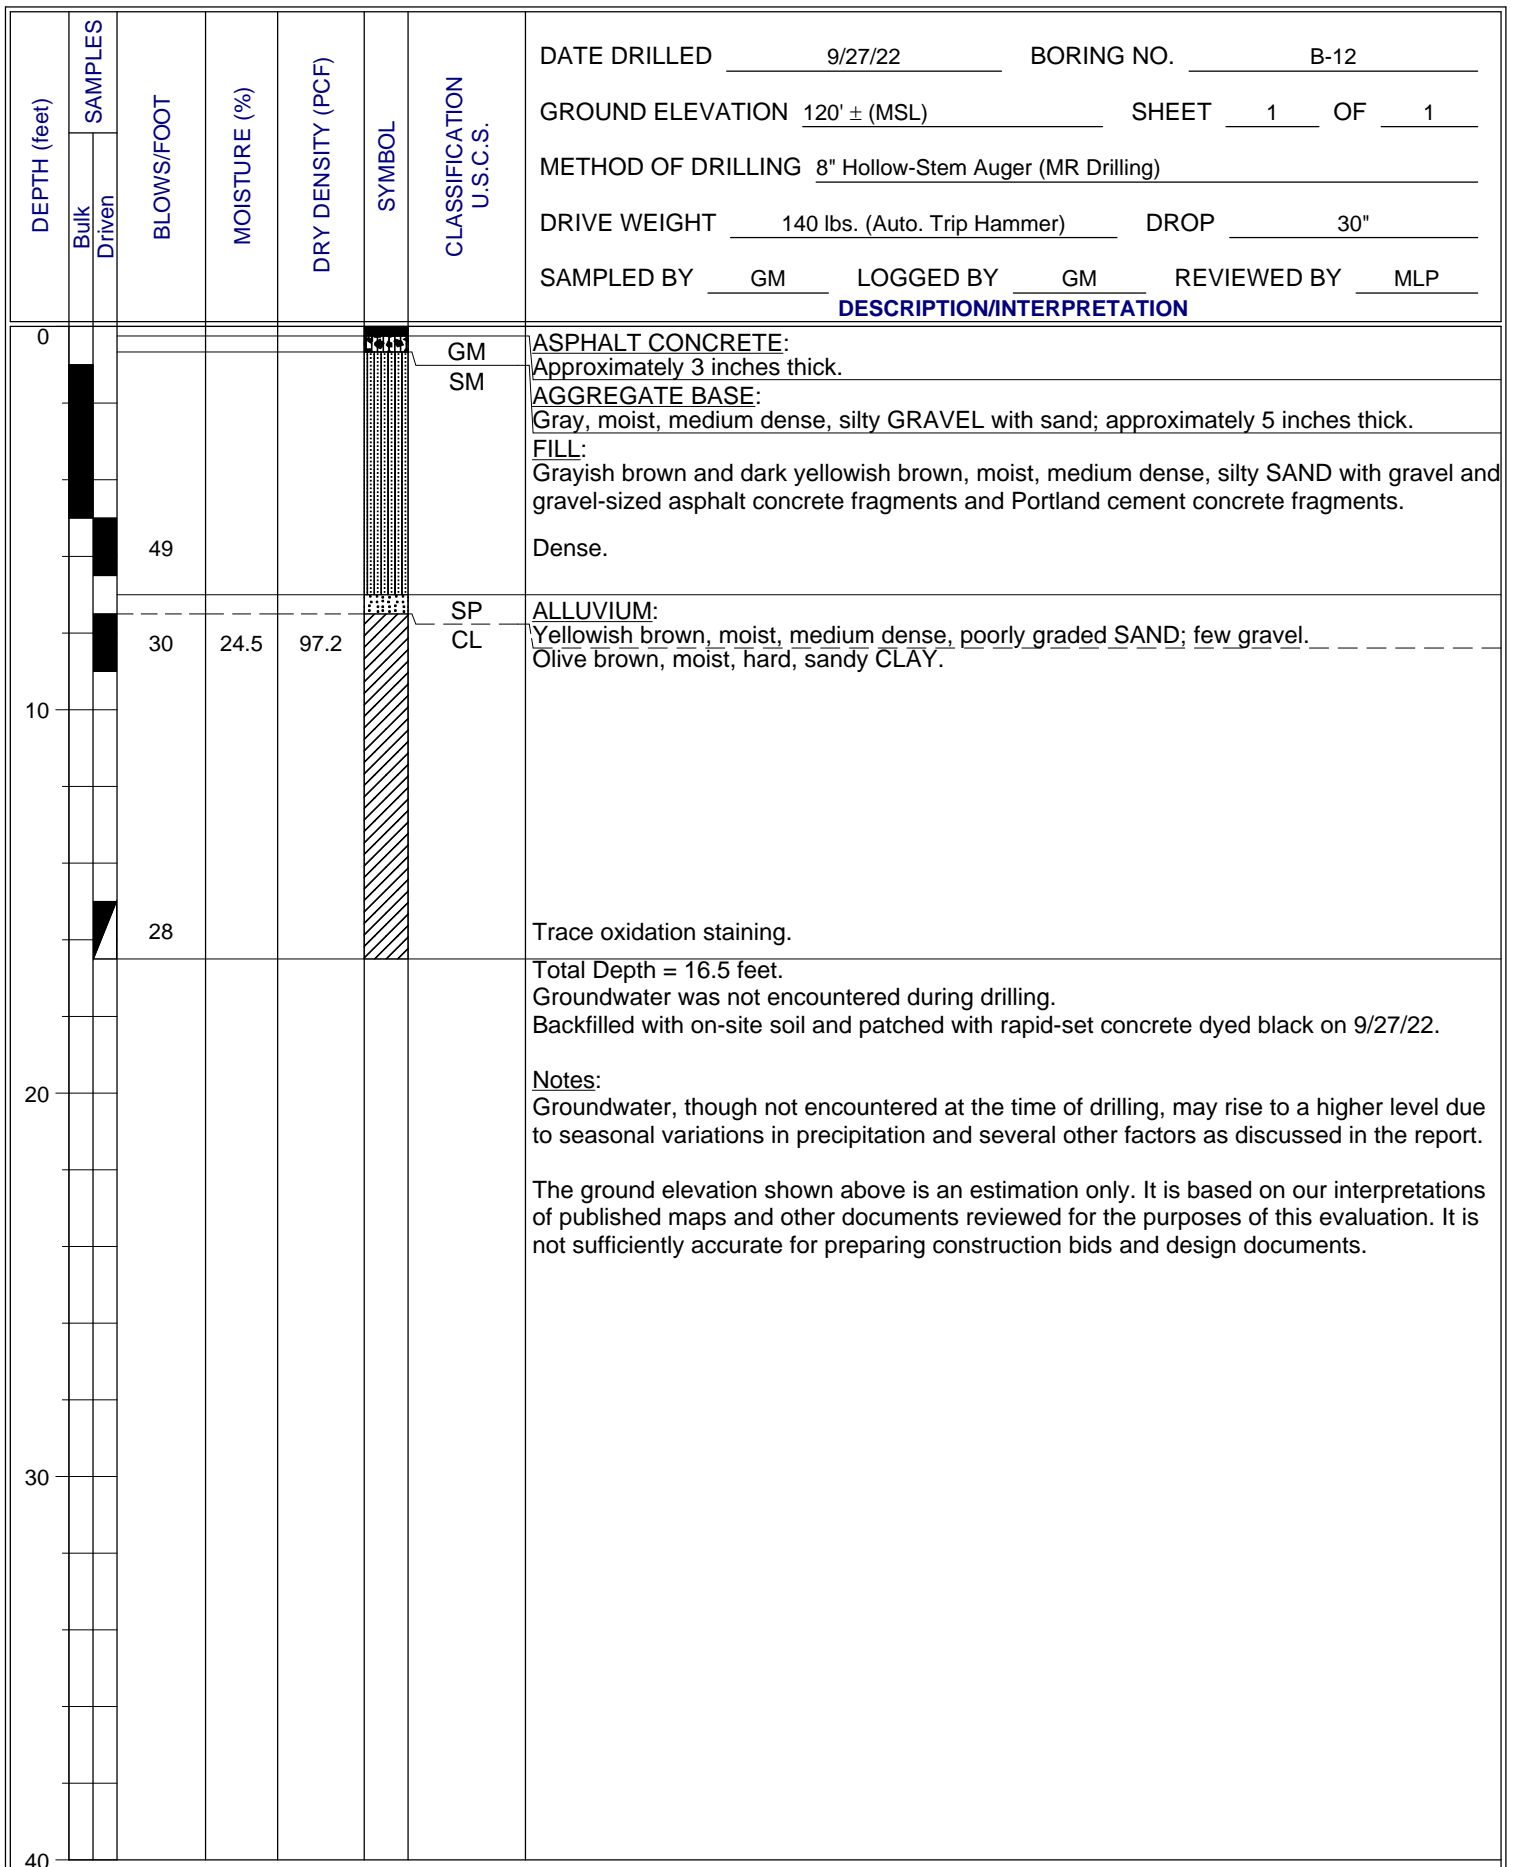 DEPTH (feet)
SAMPLES
Bulk
Driven
BLOWS/FOOT
MOISTURE (%)
DRY DENSITY (PCF)
SYMBOL
CLASSIFICATION
U.S.C.S.
DATE DRILLED 9/27/22 BORING NO. B-12
GROUND ELEVATION 120' ± (MSL) SHEET 1 OF 1
METHOD OF DRILLING 8" Hollow-Stem Auger (MR Drilling)
DRIVE WEIGHT 140 lbs. (Auto. Trip Hammer) DROP 30"
SAMPLED BY GM LOGGED BY GM REVIEWED BY MLP
DESCRIPTION/INTERPRETATION
0
GM
SM
ASPHALT CONCRETE:
Approximately 3 inches thick.
AGGREGATE BASE:
Gray, moist, medium dense, silty GRAVEL with sand; approximately 5 inches thick.
FILL:
Grayish brown and dark yellowish brown, moist, medium dense, silty SAND with gravel and
gravel-sized asphalt concrete fragments and Portland cement concrete fragments.
49 Dense.
SP ALLUVIUM:
Yellowish brown, moist, medium dense, poorly graded SAND; few gravel.
30 24.5 97.2 CL
Olive brown, moist, hard, sandy CLAY.
10
28 Trace oxidation staining.
Total Depth = 16.5 feet.
Groundwater was not encountered during drilling.
Backfilled with on-site soil and patched with rapid-set concrete dyed black on 9/27/22.
Notes:
20
Groundwater, though not encountered at the time of drilling, may rise to a higher level due
to seasonal variations in precipitation and several other factors as discussed in the report.
The ground elevation shown above is an estimation only. It is based on our interpretations
of published maps and other documents reviewed for the purposes of this evaluation. It is
not sufficiently accurate for preparing construction bids and design documents.
30
40